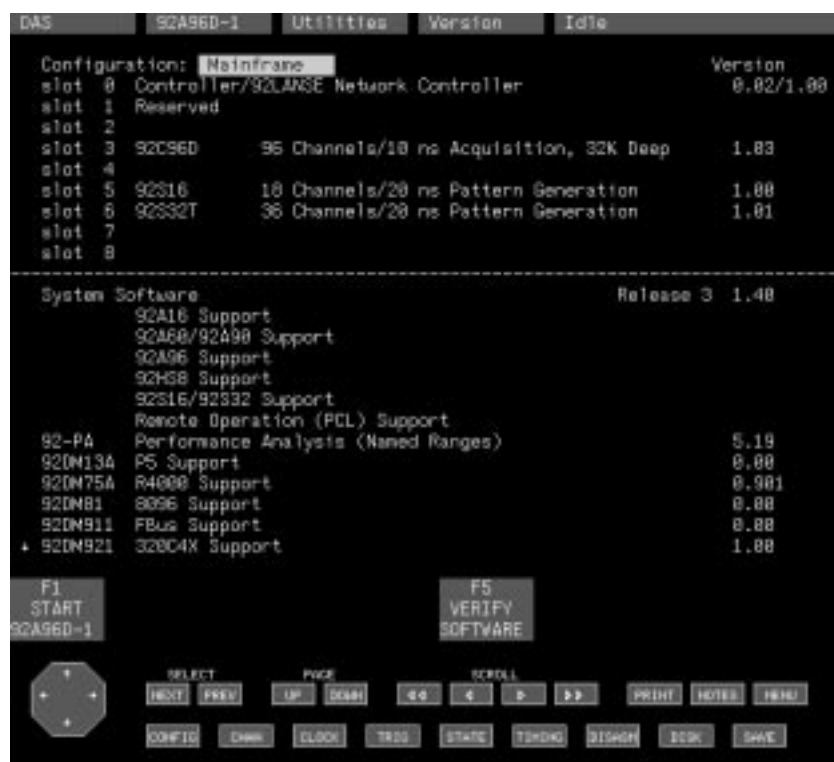 DAS 92A96D-1 Utilities Version Idle
Configuration: Mainframe Version
slot 0 Controller/92LANSE Network Controller 0.02/1.00
slot 1 Reserved
slot 2
slot 3 92C96D 96 Channels/10 ns Acquisition, 32K Deep 1.03
slot 4
slot 5 92S16 18 Channels/20 ns Pattern Generation 1.00
slot 6 92S32T 36 Channels/20 ns Pattern Generation 1.01
slot 7
slot 8
System Software Release 3 1.40
92A16 Support
92A60/92A90 Support
92A96 Support
92HS8 Support
92S16/92S32 Support
Remote Operation (PCL) Support
92-PA Performance Analysis (Named Ranges) 5.19
92DM13A P5 Support 0.00
92DM75A R4000 Support 0.901
92DM81 8096 Support 0.00
92DM911 FBus Support 0.00
92DM921 320C4X Support 1.00
F1 F5
START VERIFY
92A96D-1 SOFTWARE
SELECT PAGE SCROLL
NEXT PREV UP DOWN PRINT NOTES MENU
CONFIG CHAN CLOCK TRIG STATE TIMING DISASM DISK SAVE